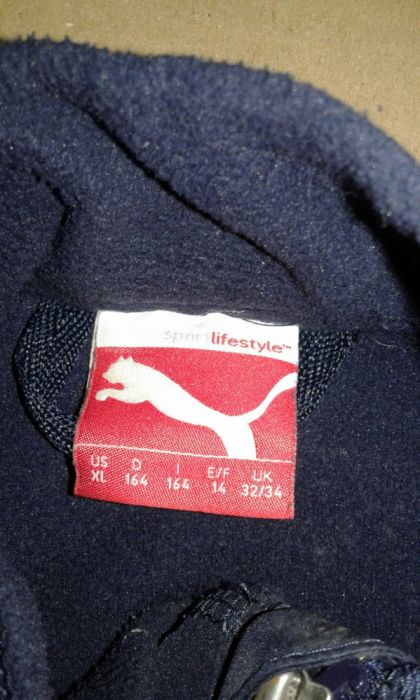 sportlifestyle™
US D I E/F UK
XL 164 164 14 32/34